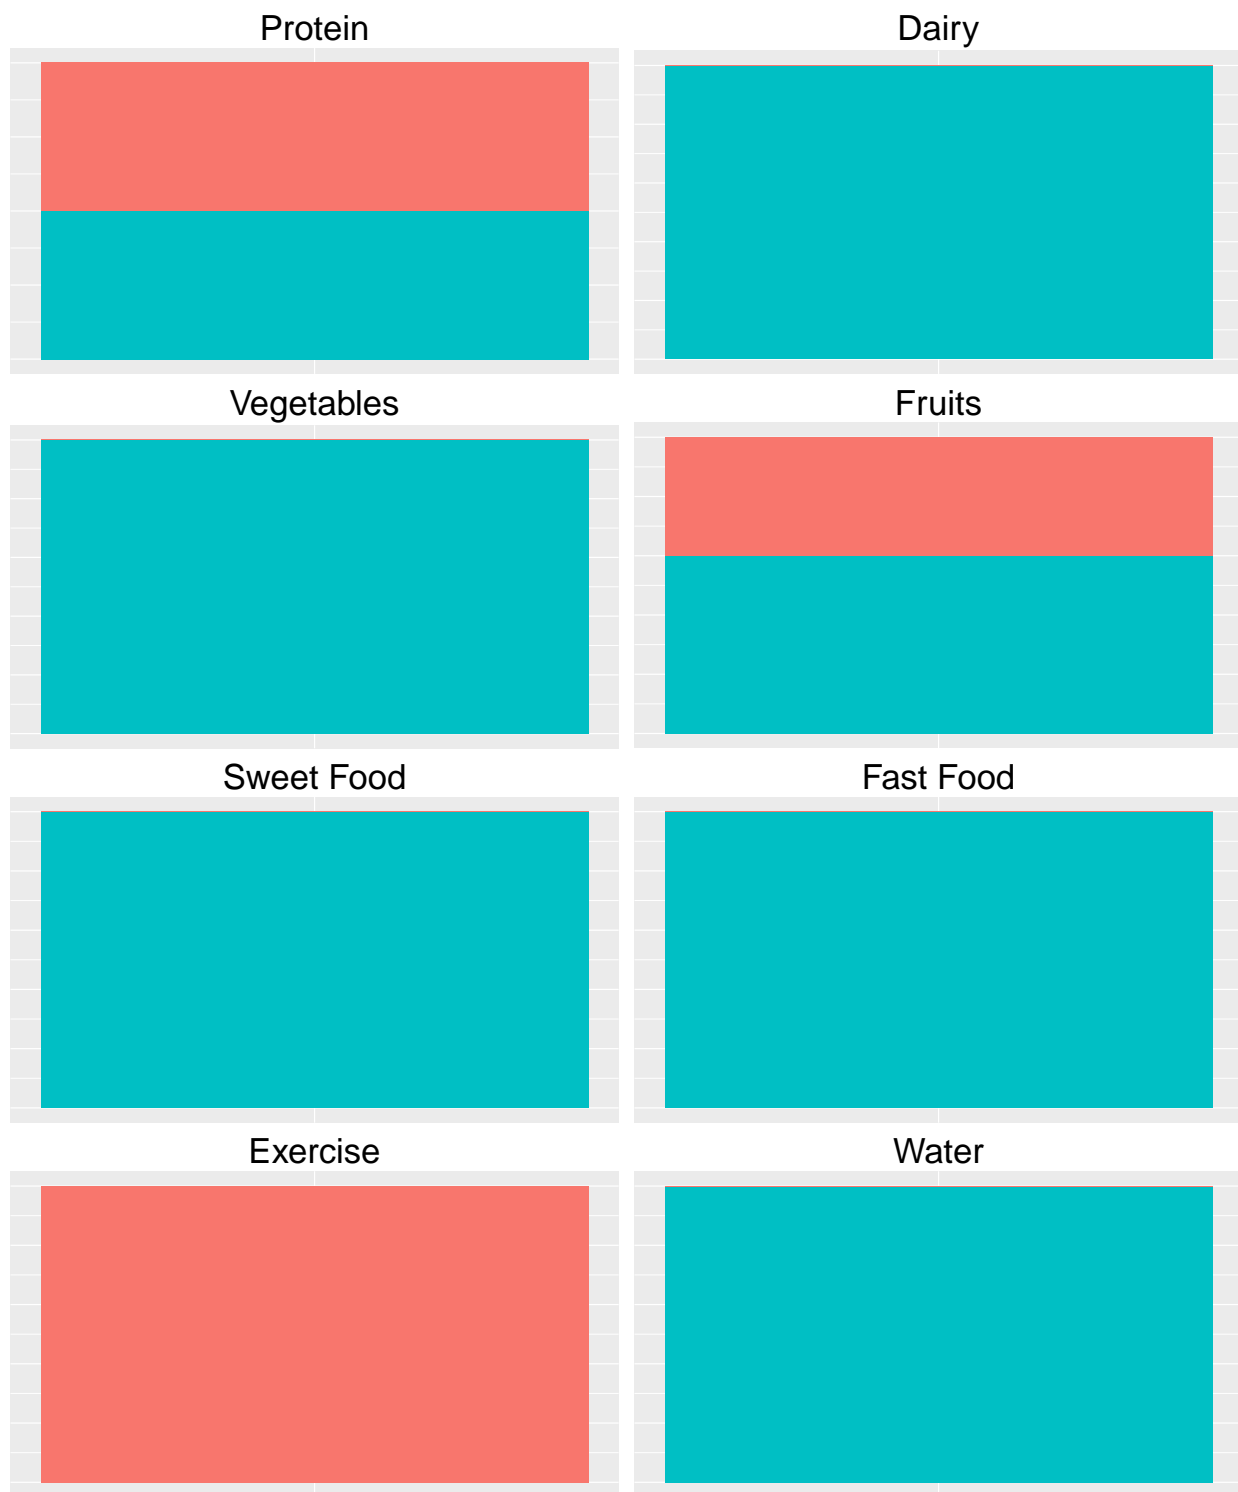 Protein
Dairy
Vegetables
Fruits
Sweet Food
Fast Food
Exercise
Water